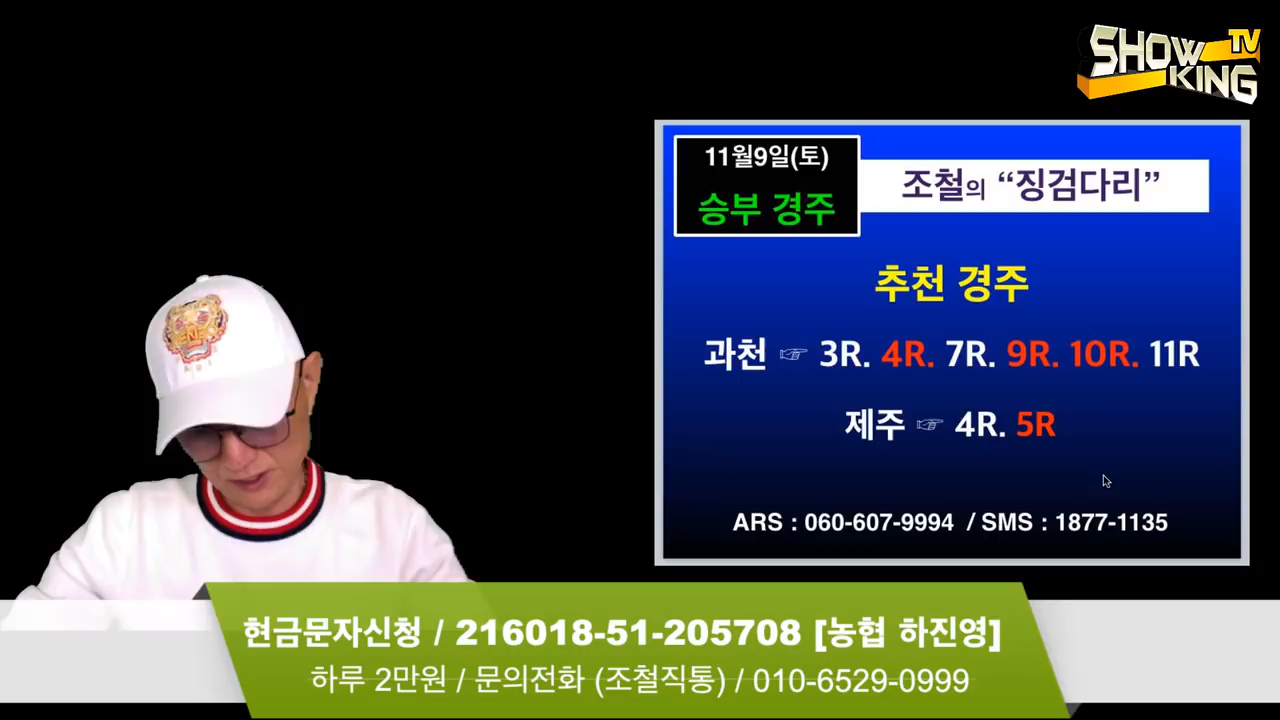 SHOW TV
KING
11월9일(토)
승부 경주
조철의 “징검다리”
추천 경주
과천 ☞ 3R. 4R. 7R. 9R. 10R. 11R
제주 ☞ 4R. 5R
ARS : 060-607-9994 / SMS : 1877-1135
현금문자신청 / 216018-51-205708 [농협 하진영]
하루 2만원 / 문의전화 (조철직통) / 010-6529-0999